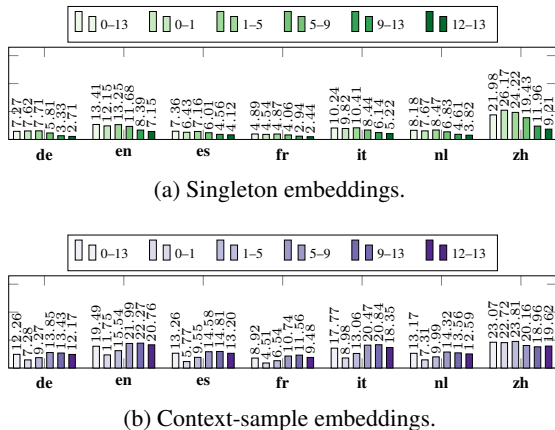 0–13 0–1 1–5 5–9 9–13 12–13
7.27 7.62 7.71 5.81 3.33 2.71 13.41 12.15 13.25 11.68 8.39 7.15 7.36 6.43 7.16 6.01 4.56 4.12 4.89 4.54 4.87 4.06 2.94 2.44 10.24 9.82 10.41 8.44 6.14 5.22 8.18 7.67 8.47 6.83 4.61 3.82 21.98 26.17 24.22 19.43 11.96 9.21
de en es fr it nl zh
(a) Singleton embeddings.
0–13 0–1 1–5 5–9 9–13 12–13
12.26 7.28 9.27 13.85 13.43 12.17 19.49 11.75 15.54 21.99 22.27 20.76 13.26 5.77 9.55 14.58 14.81 13.20 8.92 4.51 6.54 10.74 11.56 9.48 17.77 8.98 13.06 20.47 20.84 18.35 13.17 7.31 9.99 14.32 13.56 12.59 23.07 22.72 23.81 20.16 18.96 18.62
de en es fr it nl zh
(b) Context-sample embeddings.